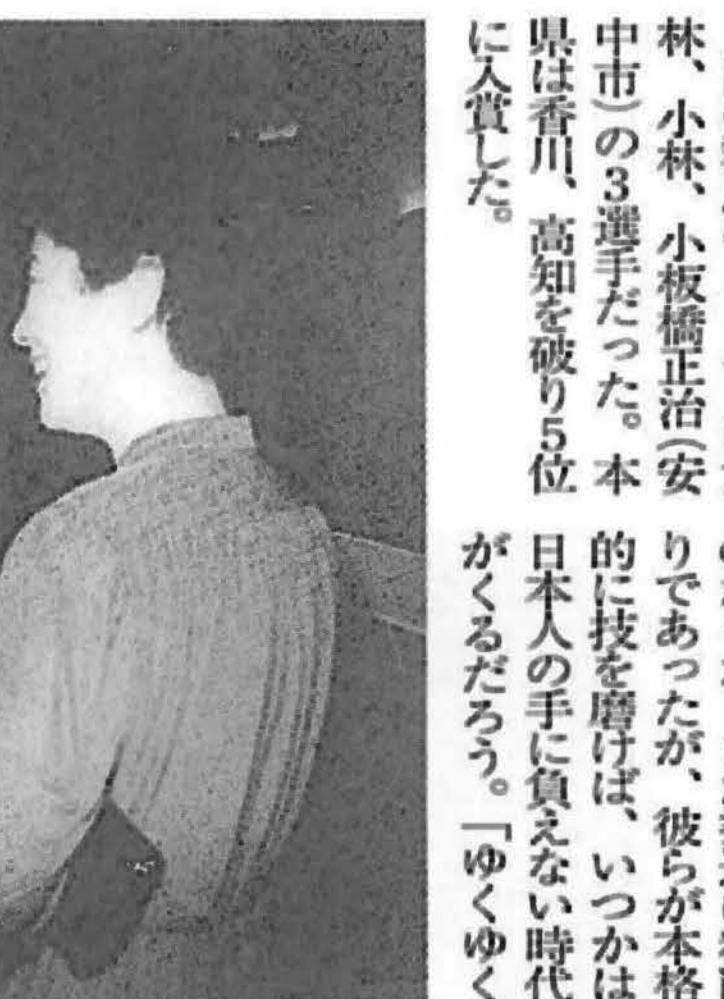 林、小林、小板橋正治(安
中市)の3選手だった。本
県は香川、高知を破り5位
に入賞した。
りであったが、彼らが本格
的に技を磨けば、いつかは
日本人の手に負えない時代
がくるだろう。「ゆくゆく